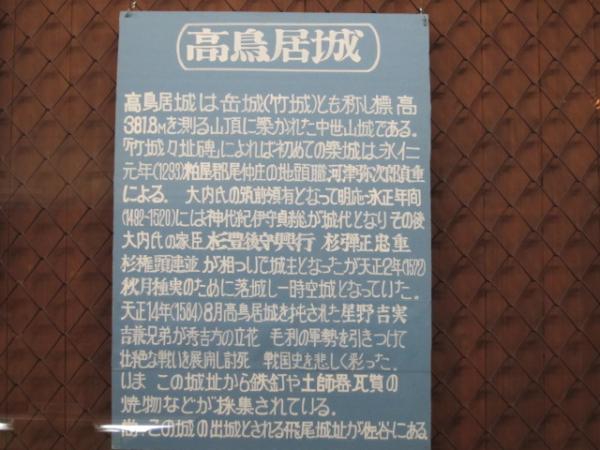 高鳥居城
高鳥居城は岳城(竹城)とも称し標高
381.8Mを測る山頂に築かれた中世山城である。
「竹城々址碑」によれば初めての築城は永仁
元年(1293)粕屋郡尾仲庄の地頭職河津弥次郎貞重
による. 大内氏の筑前領有となって明応~永正年間
(1492-1520)には神代紀伊守貞総が城代となり その後
大内氏の家臣 杉豊後守興行 杉弾正忠重
杉権頭連並 が相ついで城主となったが天正2年(1572)
秋月種実のために落城し一時空城となっていた。
天正14年(1584)8月高鳥居城を托された星野吉実
吉兼兄弟が秀吉方の立花 毛利の軍勢を引きつけて
壮絶な戦いを展開し討死 戦国史を悲しく彩った。
いま この城址から鉄釘や土師器瓦質の
焼物などが採集されている。
尚、この城の出城とされる飛尾城址が佐谷にある